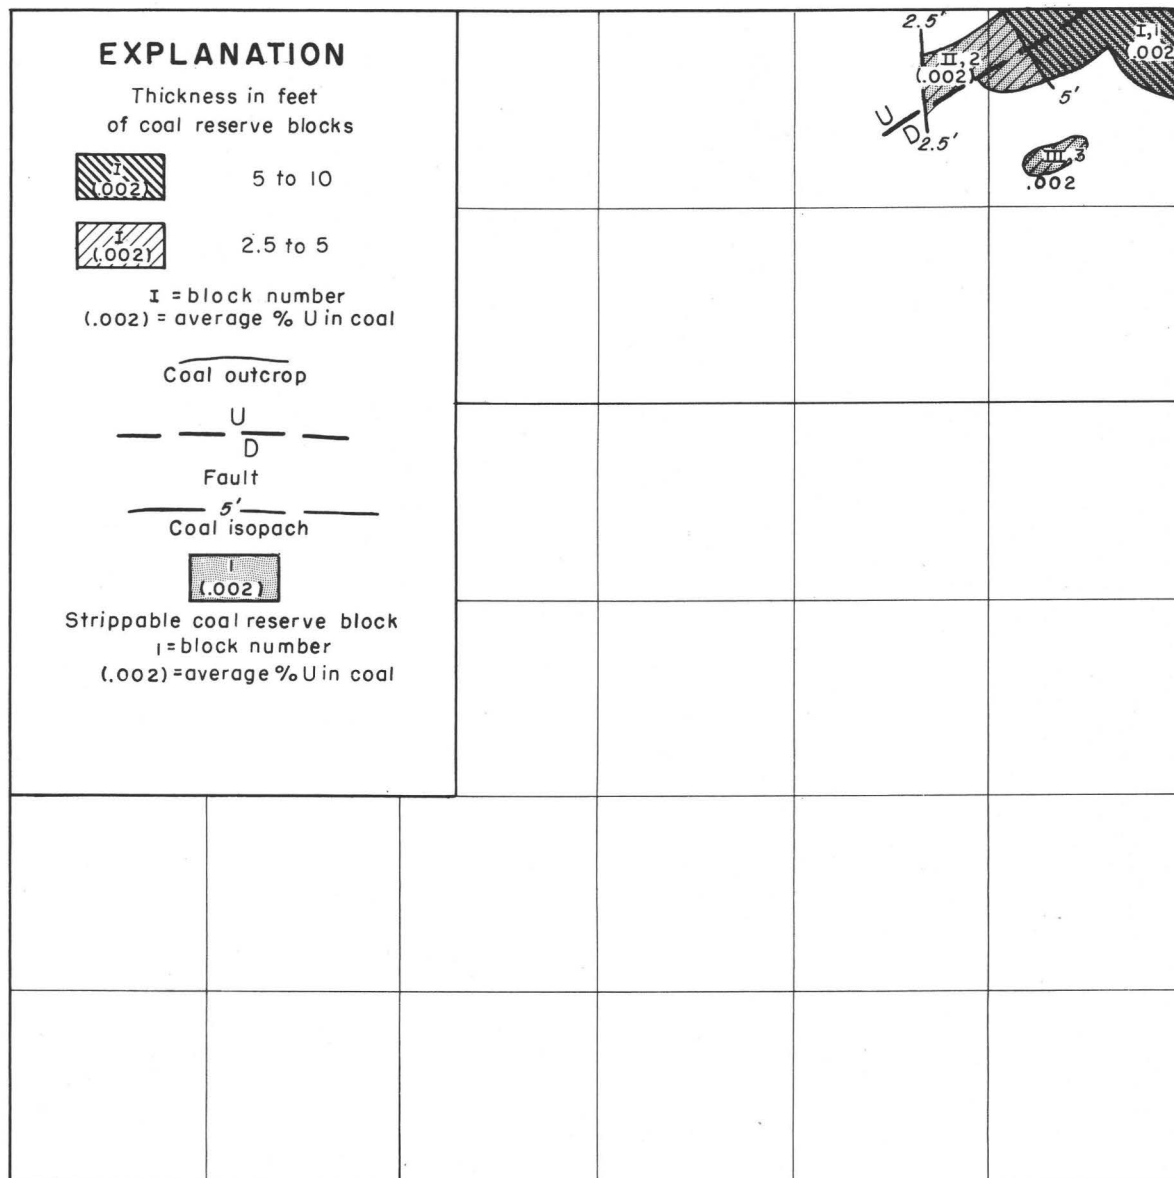 EXPLANATION
Thickness in feet
of coal reserve blocks
I
(.002)
5 to 10
I
(.002)
2.5 to 5
I = block number
(.002) = average % U in coal
Coal outcrop
U
D
Fault
5'
Coal isopach
I
(.002)
Strippable coal reserve block
I = block number
(.002) = average % U in coal
2.5'
II, 2
(.002)
I, 1
(.002)
5'
U
D
2.5'
III, 3
.002